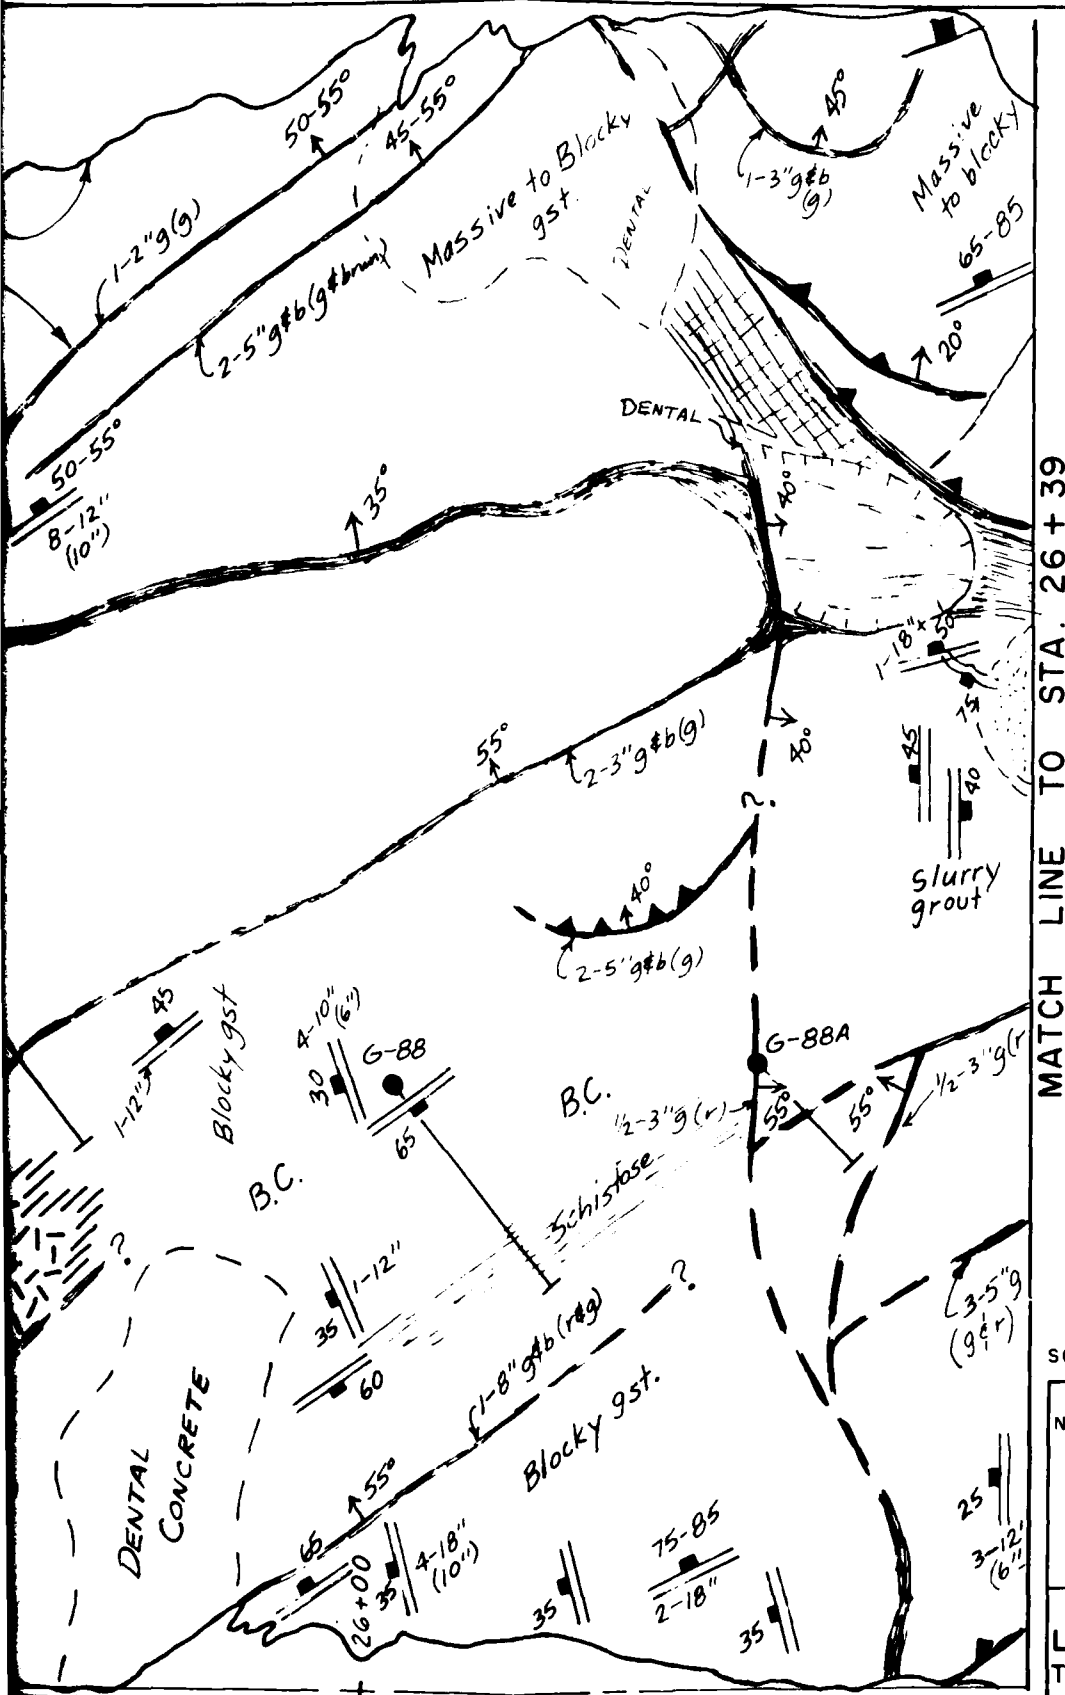 50-55°
45-55°
1-2"g(g)
2-5"g&b(g&brwn)
Massive to Blocky
gst.
DENTAL
45°
1-3"g&b
(g)
Massive
to blocky
65-85
20°
DENTAL
50-55°
8-12"
(10")
35°
40°
1-18"
50
75
55°
2-3"g&b(g)
40°
?
45
40
Slurry
grout
40°
2-5"g&b(g)
MATCH LINE TO STA. 26+39
45
1-12"
Blocky gst
4-10"
(6")
30
G-88
65
B.C.
G-88A
½-3"g(r)
55°
55°
½-3"g(r
Schistose
B.C.
?
1-12"
35
60
1-8"g&b(r&g)
?
3-5"g
(g&r)
DENTAL
CONCRETE
Blocky gst.
55°
65
26+00
35
4-18"
(10")
35
75-85
2-18"
35
25
3-12"
(6"
S
N
L
T